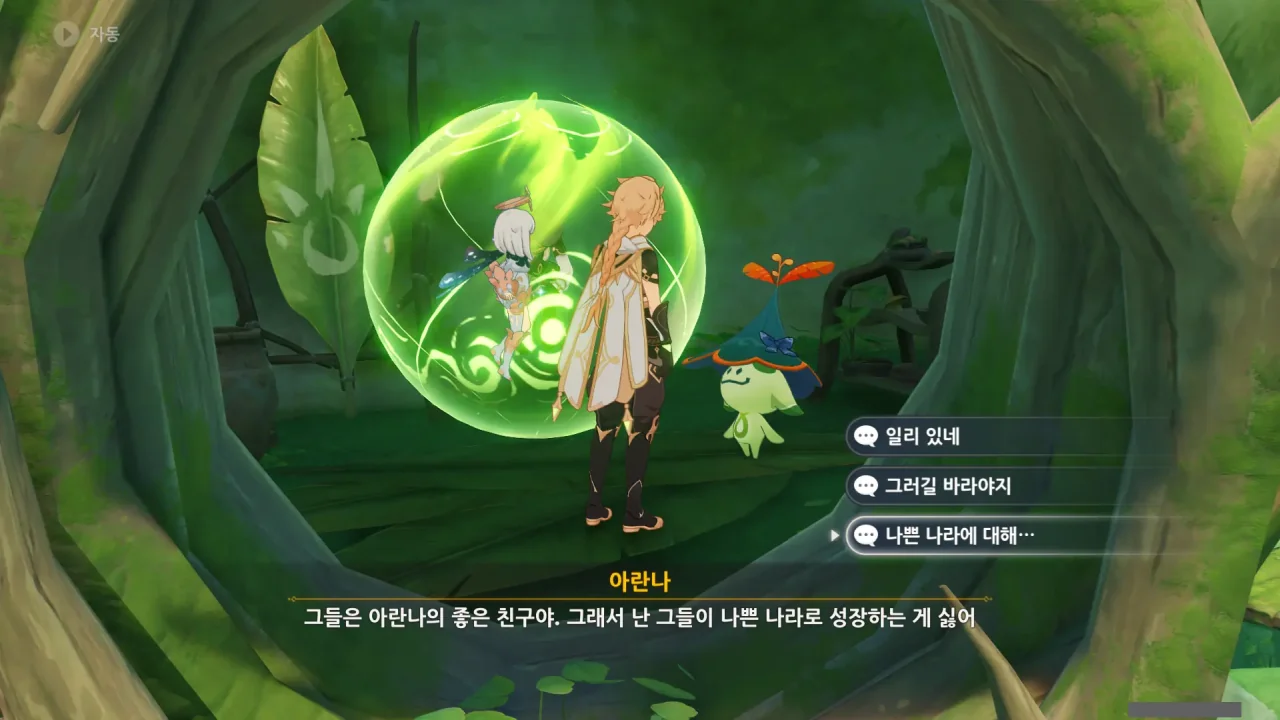 자동
일리 있네
그러길 바라야지
나쁜 나라에 대해…
아란나
그들은 아란나의 좋은 친구야. 그래서 난 그들이 나쁜 나라로 성장하는 게 싫어